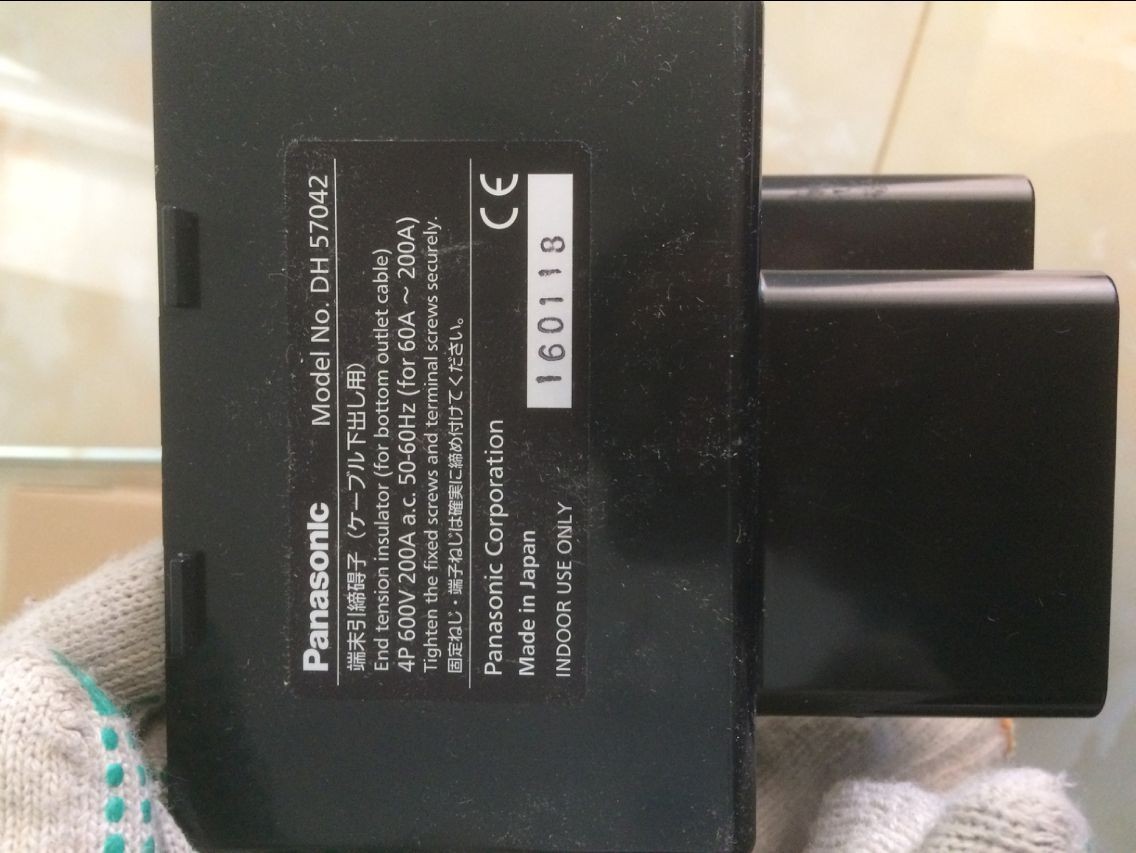 Panasonic Model No. DH 57042
端末引締碍子（ケーブル下出し用）
End tension insulator (for bottom outlet cable)
4P 600V 200A a.c. 50-60Hz (for 60A ～ 200A)
Tighten the fixed screws and terminal screws securely.
固定ねじ・端子ねじは確実に締め付けてください。
Panasonic Corporation CE
Made in Japan
INDOOR USE ONLY
160118